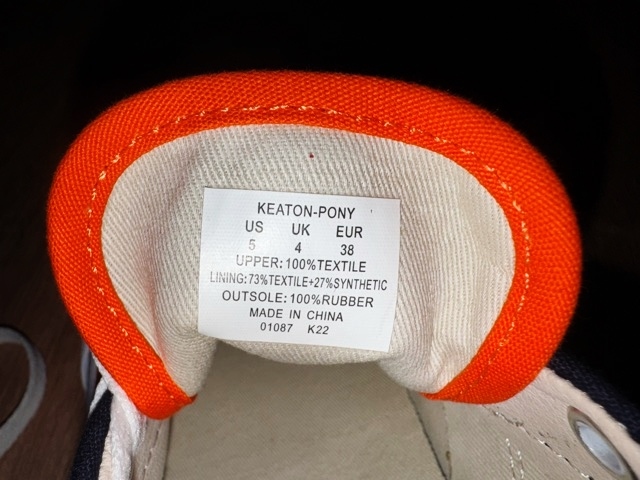 KEATON-PONY
US UK EUR
5 4 38
UPPER:100%TEXTILE
LINING:73%TEXTILE+27%SYNTHETIC
OUTSOLE:100%RUBBER
MADE IN CHINA
01087 K22